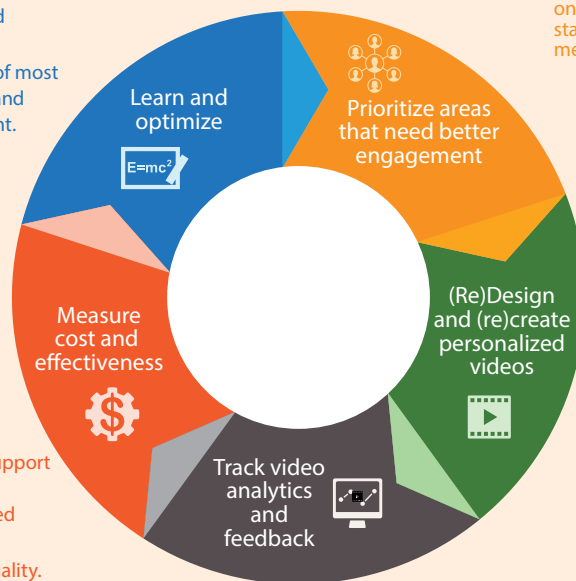 d
of most
and
nt.
on
sta
me
Learn and
optimize
E=mc²
Prioritize areas
that need better
engagement
(Re)Design
and (re)create
personalized
videos
Track video
analytics
and
feedback
Measure
cost and
effectiveness
$
upport
ed
ality.